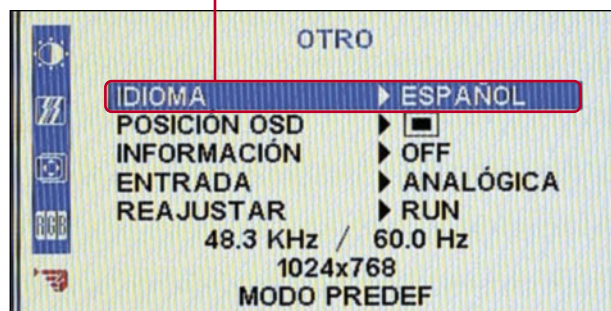 OTRO
IDIOMA ESPAÑOL
POSICIÓN OSD
INFORMACIÓN OFF
ENTRADA ANALÓGICA
REAJUSTAR RUN
48.3 KHz / 60.0 Hz
1024x768
MODO PREDEF
RGB